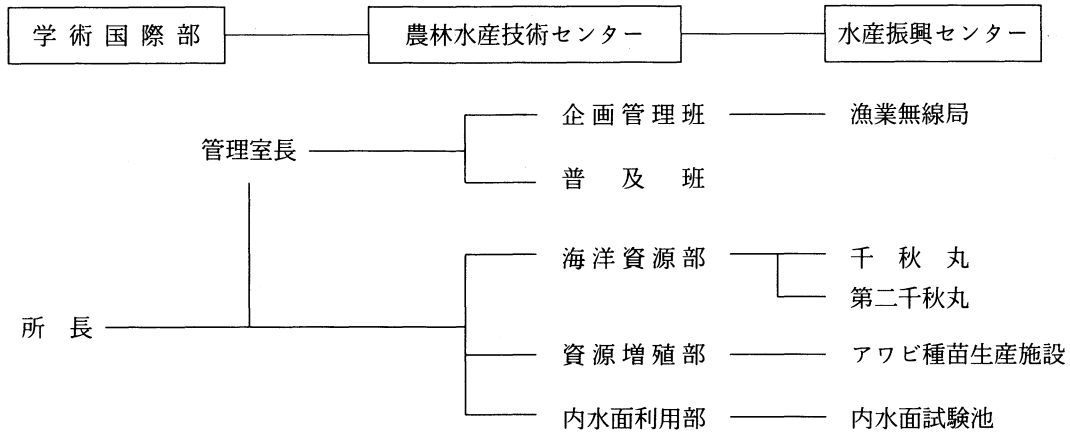 学術国際部 農林水産技術センター 水産振興センター
企画管理班 漁業無線局
管理室長
普及班
海洋資源部 千秋丸
第二千秋丸
所長
資源増殖部 アワビ種苗生産施設
内水面利用部 内水面試験池